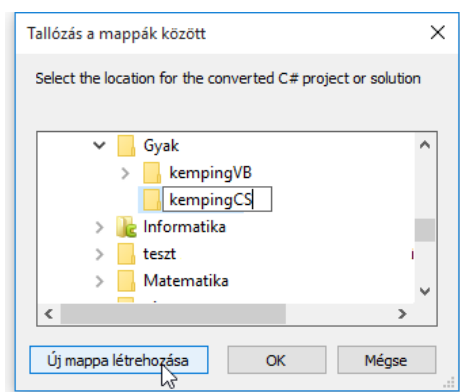 Tallózás a mappák között
Select the location for the converted C# project or solution
Gyak
kempingVB
kempingCS
Informatika
teszt
Matematika
Új mappa létrehozása OK Mégse